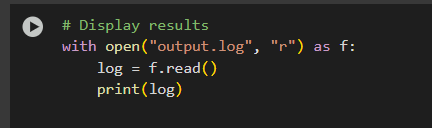 # Display results
with open("output.log", "r") as f:
    log = f.read()
    print(log)